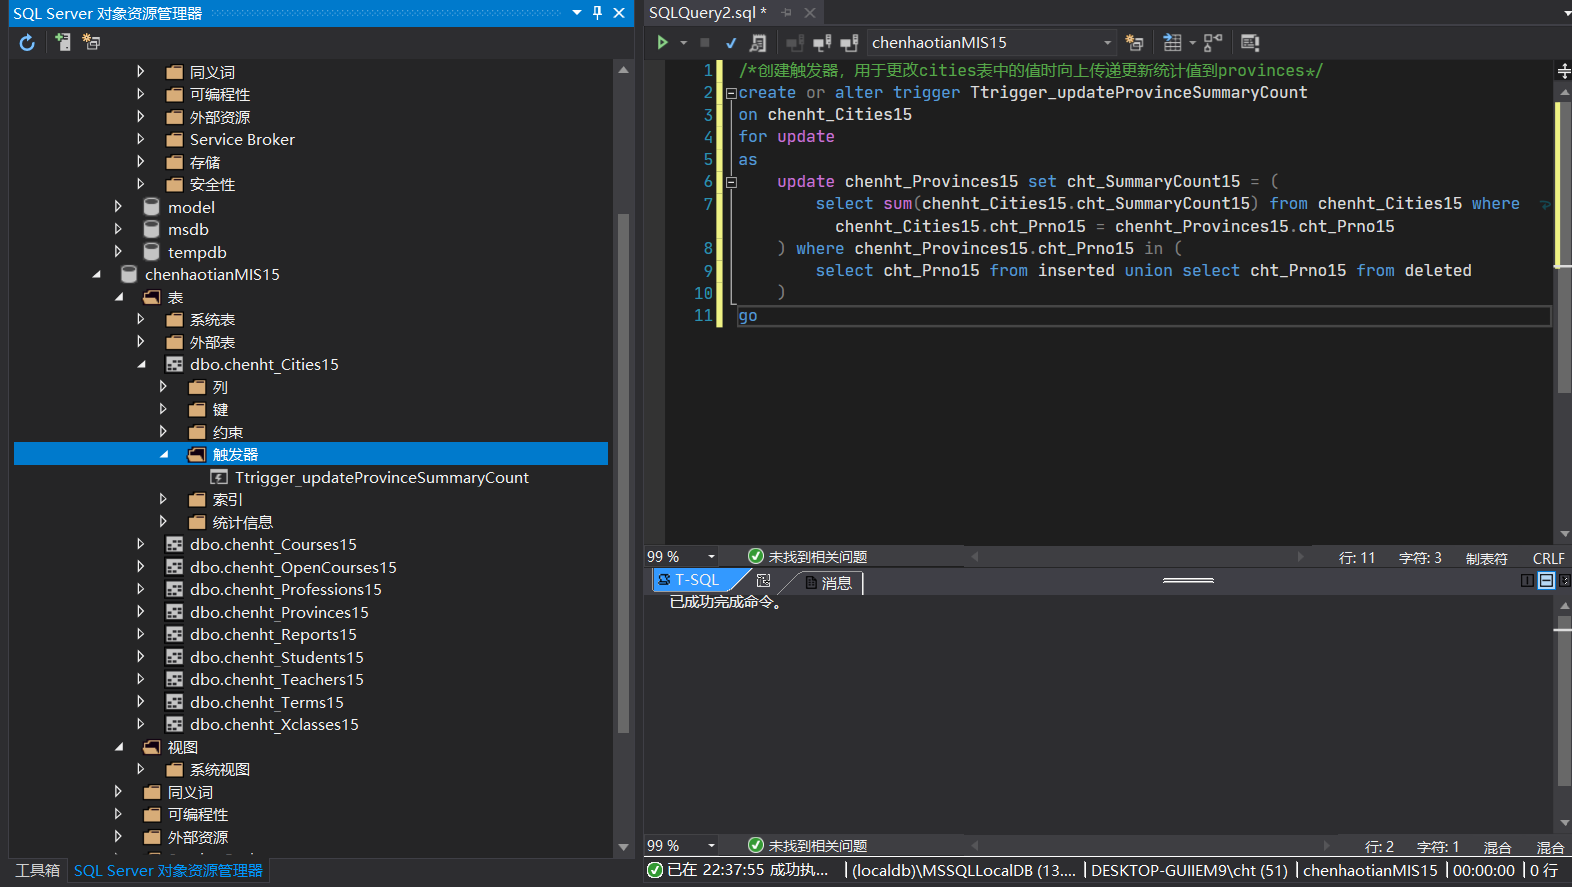 SQL Server 对象资源管理器
同义词
可编程性
外部资源
Service Broker
存储
安全性
model
msdb
tempdb
chenhaotianMIS15
表
系统表
外部表
dbo.chenht_Cities15
列
键
约束
触发器
Ttrigger_updateProvinceSummaryCount
索引
统计信息
dbo.chenht_Courses15
dbo.chenht_OpenCourses15
dbo.chenht_Professions15
dbo.chenht_Provinces15
dbo.chenht_Reports15
dbo.chenht_Students15
dbo.chenht_Teachers15
dbo.chenht_Terms15
dbo.chenht_Xclasses15
视图
系统视图
同义词
可编程性
外部资源
工具箱 SQL Server 对象资源管理器
SQLQuery2.sql *
chenhaotianMIS15
1 /*创建触发器，用于更改cities表中的值时向上传递更新统计值到provinces*/
2 create or alter trigger Ttrigger_updateProvinceSummaryCount
3 on chenht_Cities15
4 for update
5 as
6 update chenht_Provinces15 set cht_SummaryCount15 = (
7 select sum(chenht_Cities15.cht_SummaryCount15) from chenht_Cities15 where
chenht_Cities15.cht_Prno15 = chenht_Provinces15.cht_Prno15
8 ) where chenht_Provinces15.cht_Prno15 in (
9 select cht_Prno15 from inserted union select cht_Prno15 from deleted
10 )
11 go
99 % 未找到相关问题 行: 11 字符: 3 制表符 CRLF
T-SQL 消息
已成功完成命令。
99 % 未找到相关问题 行: 2 字符: 1 混合 混合
已在 22:37:55 成功执... (localdb)\MSSQLLocalDB (13.... DESKTOP-GUIIEM9\cht (51) chenhaotianMIS15 00:00:00 0 行